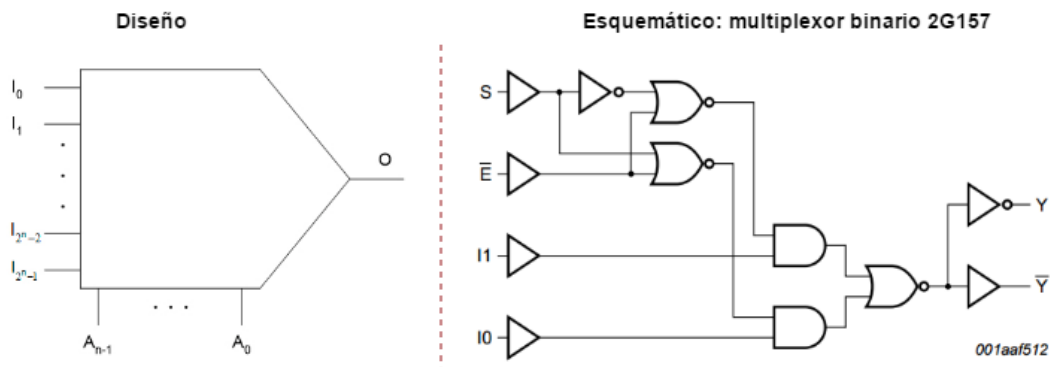 Diseño
I₀
I₁
I₂ⁿ₋₂
I₂ⁿ₋₁
Aₙ₋₁
A₀
O
Esquemático: multiplexor binario 2G157
S
E̅
I1
I0
Y
Y̅
001aaf512